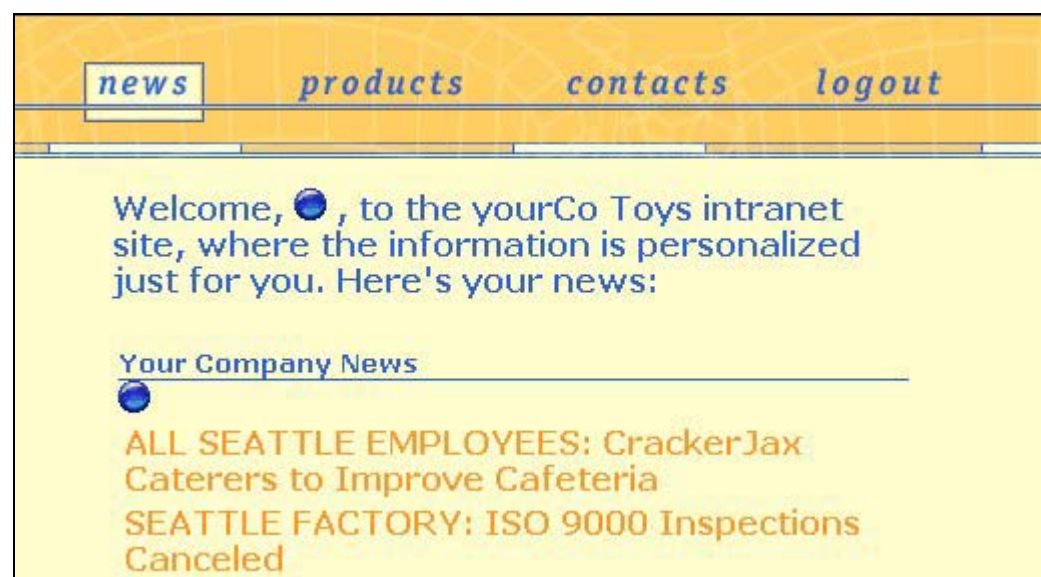 news products contacts logout
Welcome, , to the yourCo Toys intranet
site, where the information is personalized
just for you. Here's your news:
Your Company News
ALL SEATTLE EMPLOYEES: CrackerJax
Caterers to Improve Cafeteria
SEATTLE FACTORY: ISO 9000 Inspections
Canceled